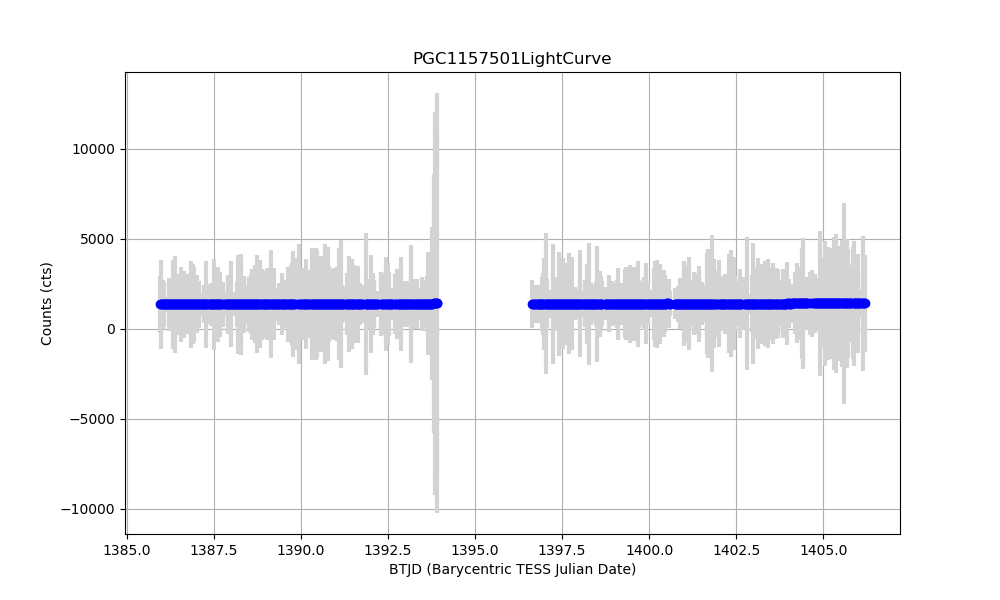 PGC1157501LightCurve
Counts (cts)
10000
5000
0
−5000
−10000
1385.0 1387.5 1390.0 1392.5 1395.0 1397.5 1400.0 1402.5 1405.0
BTJD (Barycentric TESS Julian Date)